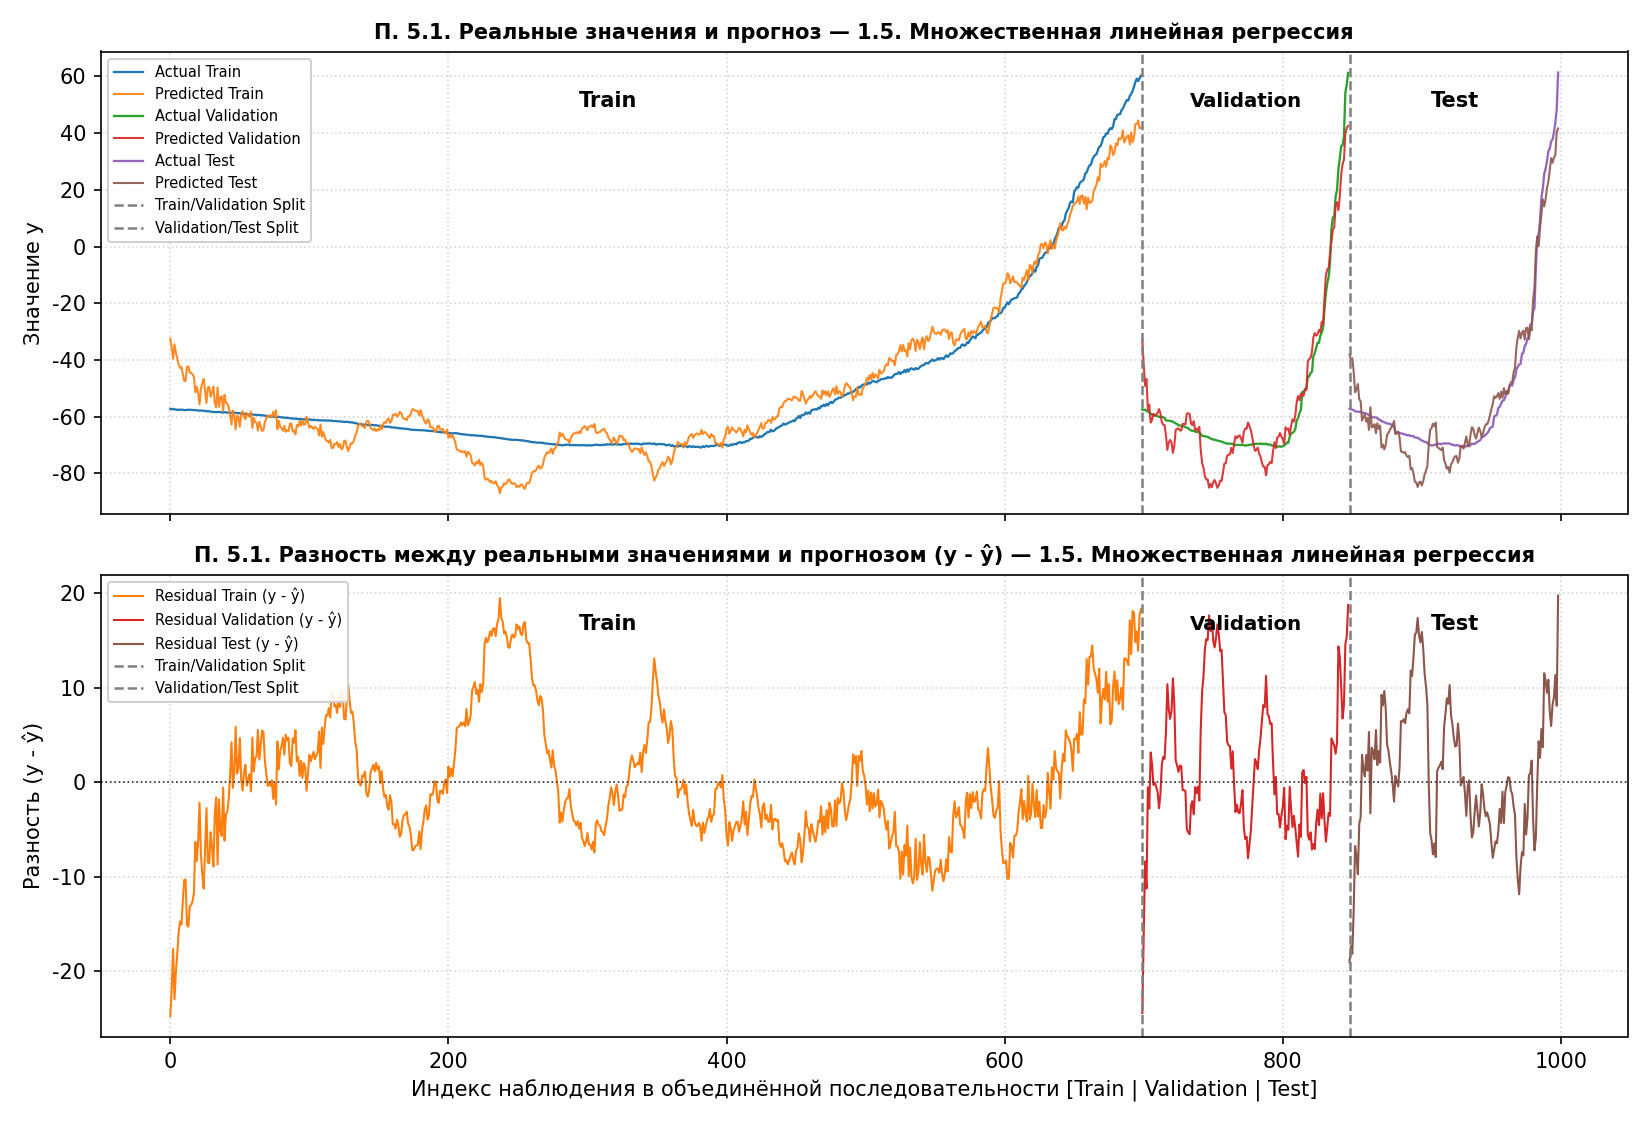 П. 5.1. Реальные значения и прогноз — 1.5. Множественная линейная регрессия
Actual Train
Predicted Train
Actual Validation
Predicted Validation
Actual Test
Predicted Test
Train/Validation Split
Validation/Test Split
Train
Validation
Test
Значение y
60
40
20
0
-20
-40
-60
-80
П. 5.1. Разность между реальными значениями и прогнозом (y - ŷ) — 1.5. Множественная линейная регрессия
Residual Train (y - ŷ)
Residual Validation (y - ŷ)
Residual Test (y - ŷ)
Train/Validation Split
Validation/Test Split
Train
Validation
Test
Разность (y - ŷ)
20
10
0
-10
-20
0 200 400 600 800 1000
Индекс наблюдения в объединённой последовательности [Train | Validation | Test]